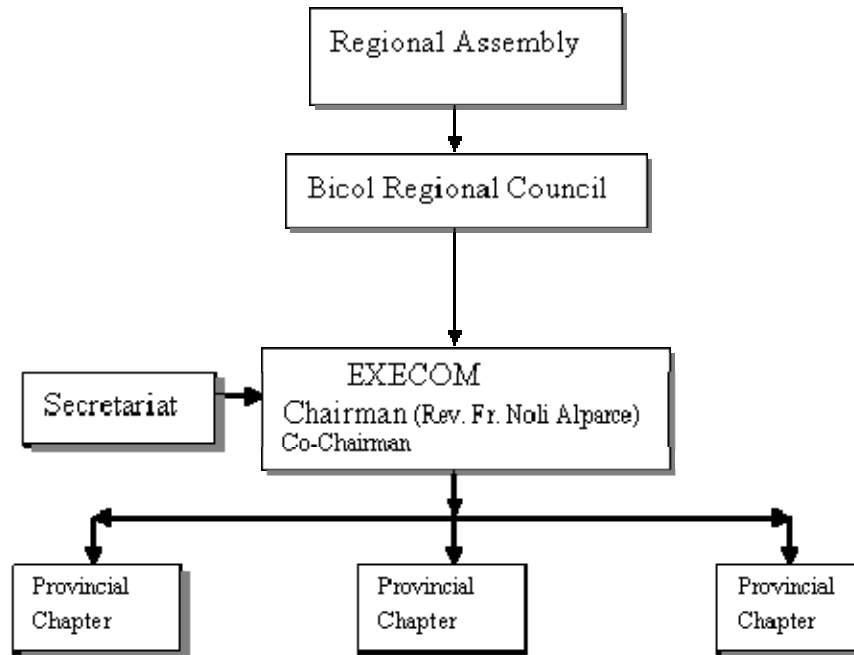 Regional Assembly
Bicol Regional Council
EXECOM
Secretariat
Chairman (Rev. Fr. Noli Alparce)
Co-Chairman
Provincial
Chapter
Provincial
Chapter
Provincial
Chapter